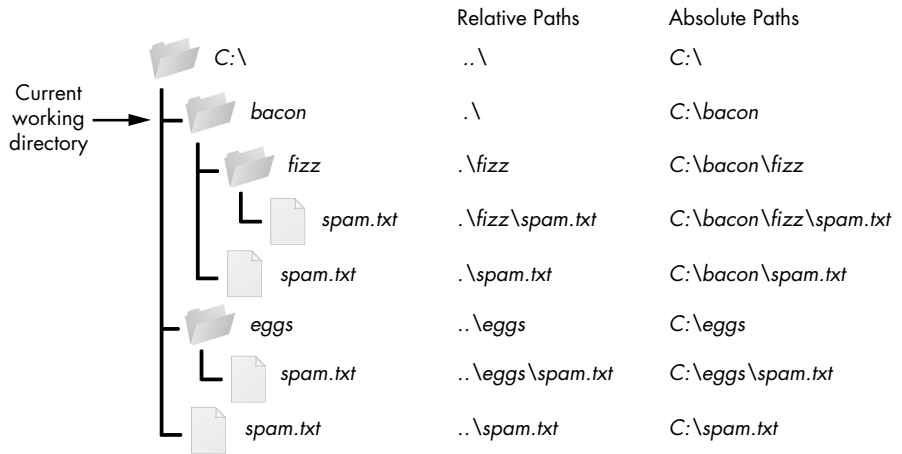 Relative Paths Absolute Paths
C:\ ..\ C:\
Current
working
directory
bacon .\ C:\bacon
fizz .\fizz C:\bacon\fizz
spam.txt .\fizz\spam.txt C:\bacon\fizz\spam.txt
spam.txt .\spam.txt C:\bacon\spam.txt
eggs ..\eggs C:\eggs
spam.txt ..\eggs\spam.txt C:\eggs\spam.txt
spam.txt ..\spam.txt C:\spam.txt